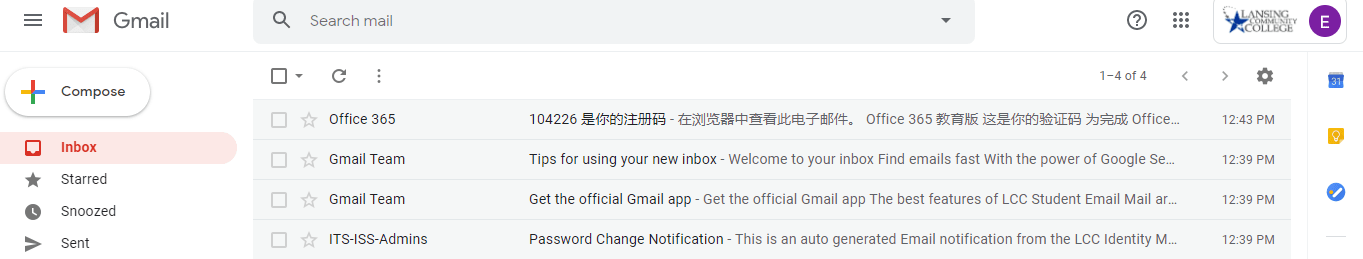 Gmail
Search mail
LANSING
COMMUNITY
COLLEGE
E
Compose
1–4 of 4
31
Inbox
Office 365 104226 是你的注册码 - 在浏览器中查看此电子邮件。 Office 365 教育版 这是你的验证码 为完成 Office... 12:43 PM
Gmail Team Tips for using your new inbox - Welcome to your inbox Find emails fast With the power of Google Se... 12:39 PM
Starred
Gmail Team Get the official Gmail app - Get the official Gmail app The best features of LCC Student Email Mail ar... 12:39 PM
Snoozed
ITS-ISS-Admins Password Change Notification - This is an auto generated Email notification from the LCC Identity M... 12:39 PM
Sent